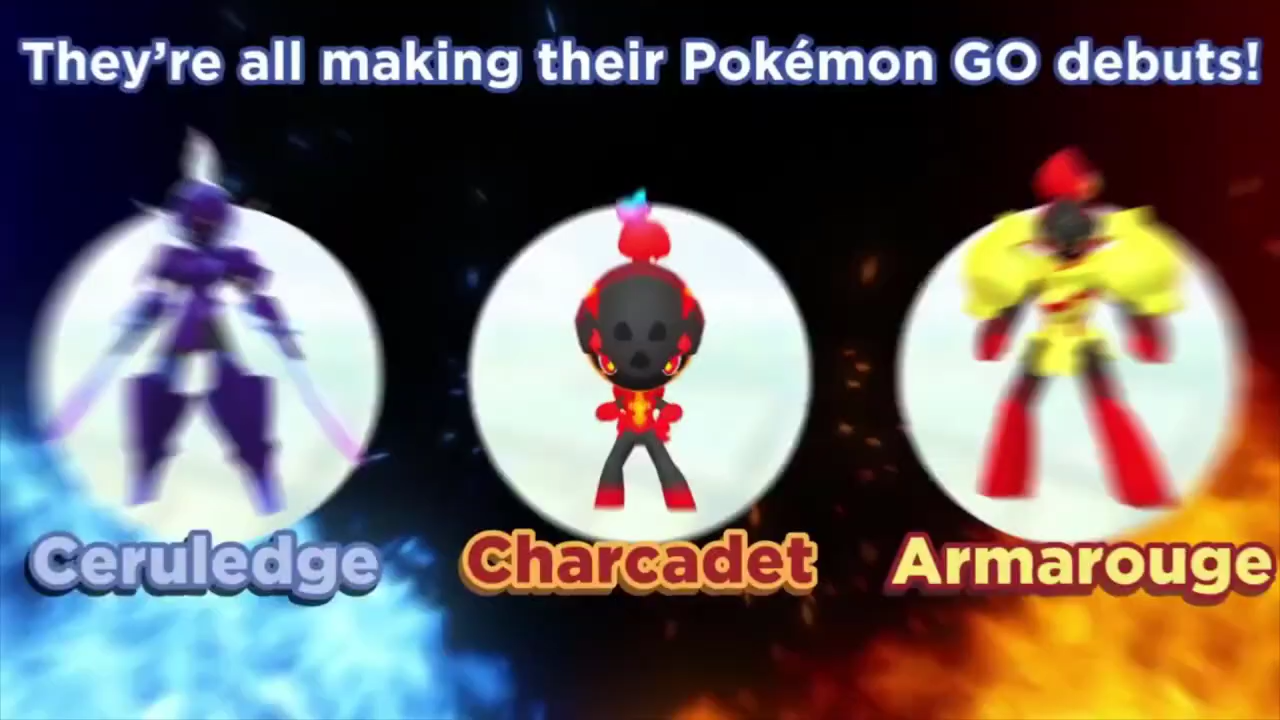 They're all making their Pokémon GO debuts!
Ceruledge
Charcadet
Armarouge